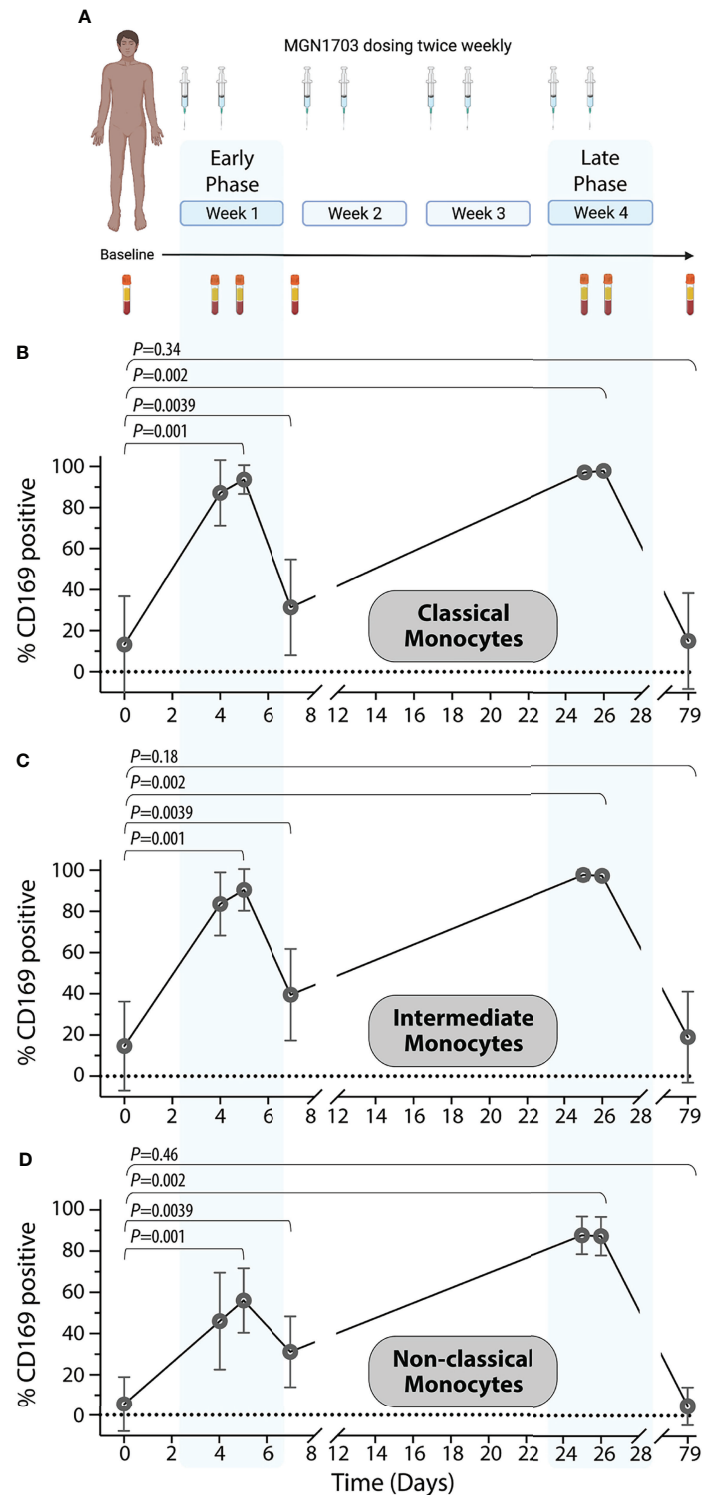 A
MGN1703 dosing twice weekly
Early
Phase
Late
Phase
Week 1
Week 2
Week 3
Week 4
Baseline
B
P=0.34
P=0.002
P=0.0039
P=0.001
100
80
60
40
20
0
% CD169 positive
Classical
Monocytes
0 2 4 6 8 12 14 16 18 20 22 24 26 28 79
C
P=0.18
P=0.002
P=0.0039
P=0.001
100
80
60
40
20
0
% CD169 positive
Intermediate
Monocytes
0 2 4 6 8 12 14 16 18 20 22 24 26 28 79
D
P=0.46
P=0.002
P=0.0039
P=0.001
100
80
60
40
20
0
% CD169 positive
Non-classical
Monocytes
0 2 4 6 8 12 14 16 18 20 22 24 26 28 79
Time (Days)